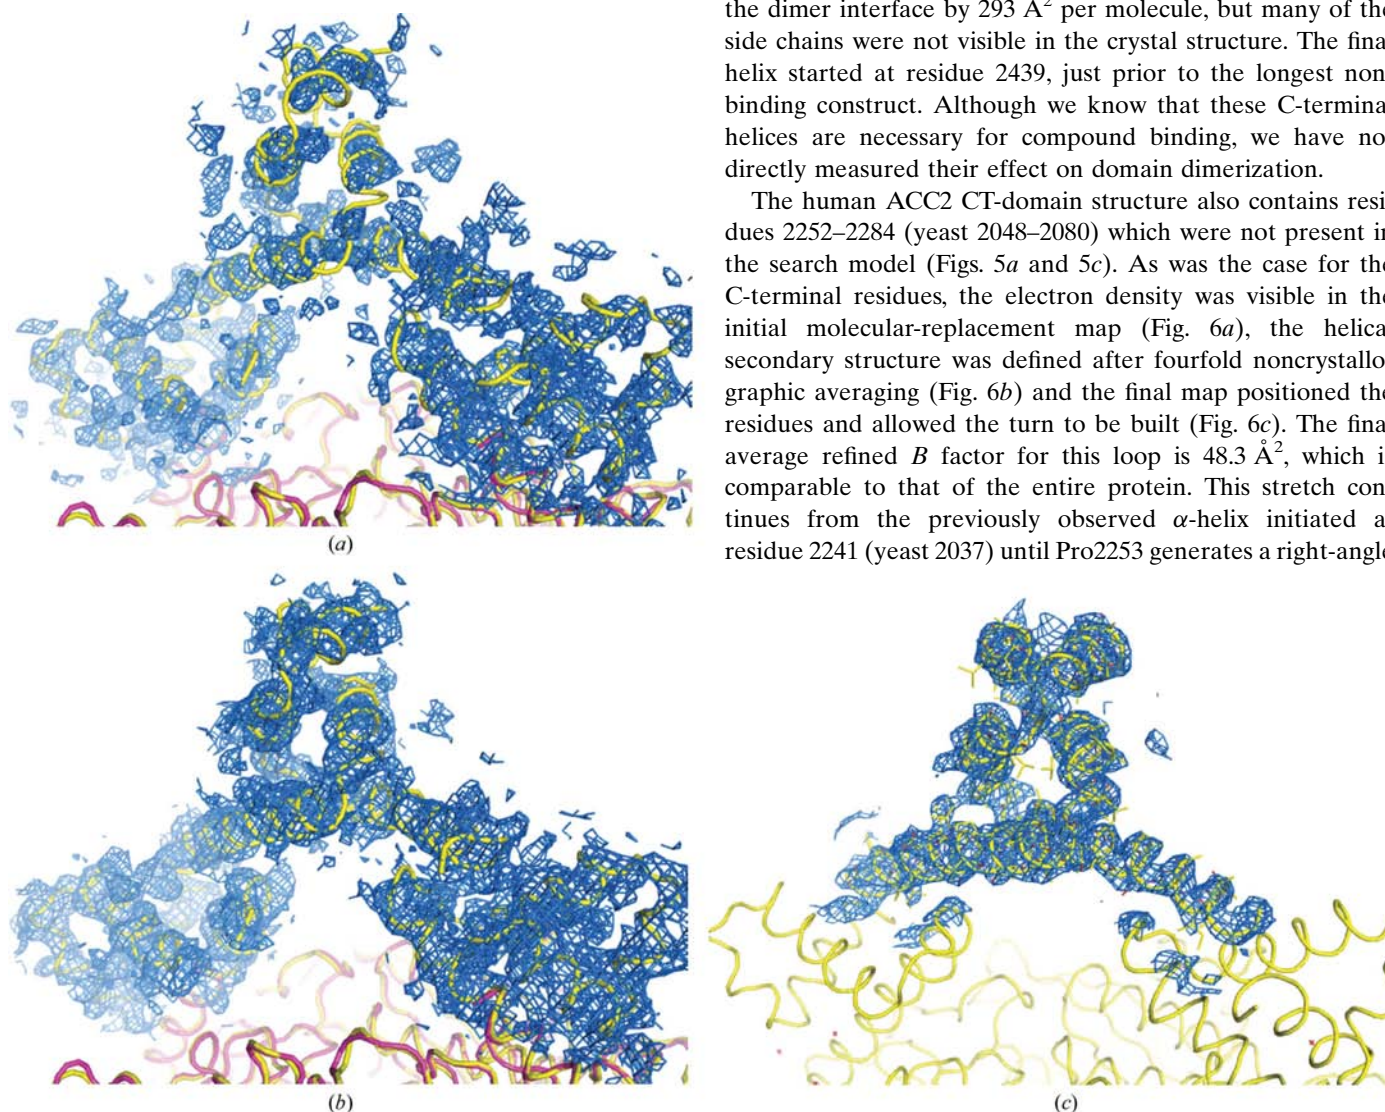 the dimer interface by 293 Å² per molecule, but many of the
side chains were not visible in the crystal structure. The fina
helix started at residue 2439, just prior to the longest non
binding construct. Although we know that these C-termina
helices are necessary for compound binding, we have no
directly measured their effect on domain dimerization.
The human ACC2 CT-domain structure also contains resi
dues 2252–2284 (yeast 2048–2080) which were not present in
the search model (Figs. 5a and 5c). As was the case for the
C-terminal residues, the electron density was visible in the
initial molecular-replacement map (Fig. 6a), the helica
secondary structure was defined after fourfold noncrystallo
graphic averaging (Fig. 6b) and the final map positioned the
residues and allowed the turn to be built (Fig. 6c). The fina
average refined B factor for this loop is 48.3 Å², which i
comparable to that of the entire protein. This stretch con
tinues from the previously observed α-helix initiated a
residue 2241 (yeast 2037) until Pro2253 generates a right-angle
(a)
(b)
(c)